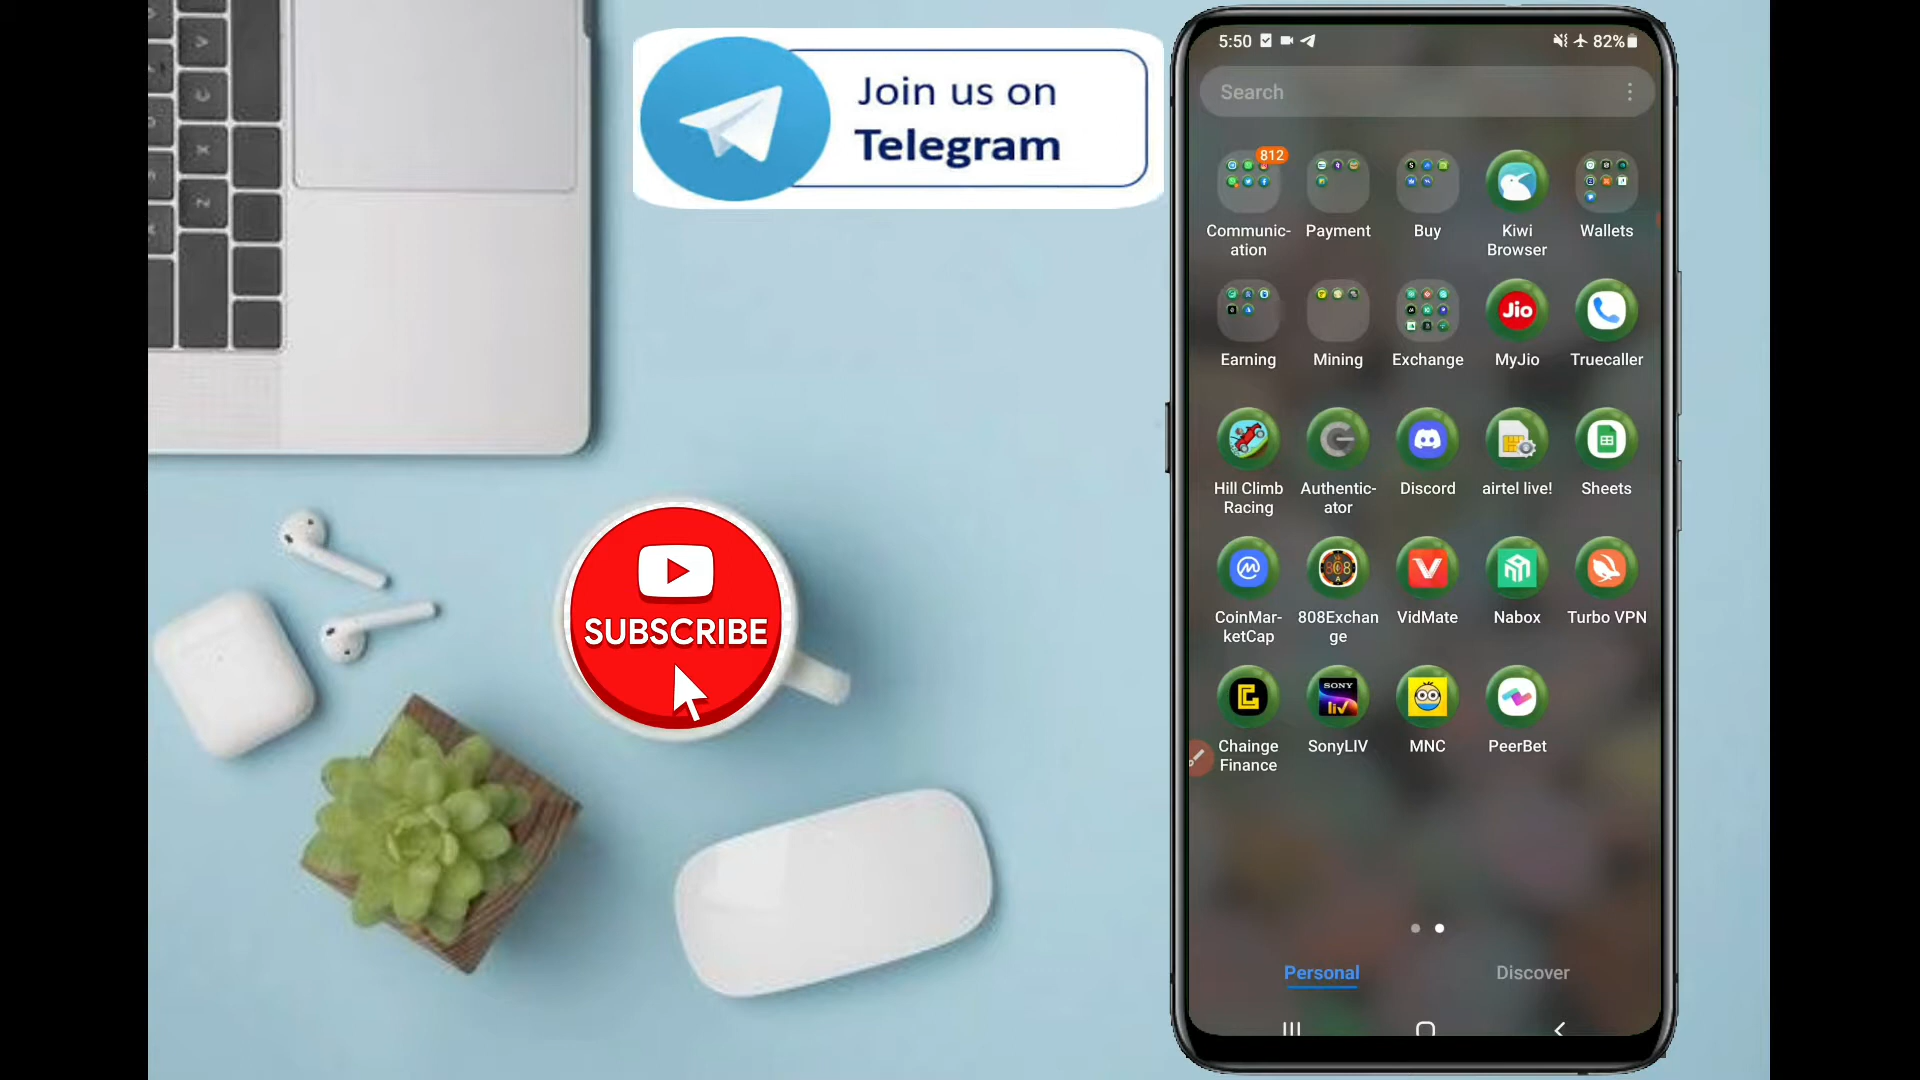 Join us on
Telegram
SUBSCRIBE
5:50
82%
Search
812
Communic-
ation
Payment
Buy
Kiwi
Browser
Wallets
Earning
Mining
Exchange
Jio
MyJio
Truecaller
Hill Climb
Racing
Authentic-
ator
Discord
airtel live!
Sheets
CoinMar-
ketCap
808Exchan
ge
VidMate
Nabox
Turbo VPN
SONY
liv
Chainge
Finance
SonyLIV
MNC
PeerBet
Personal
Discover